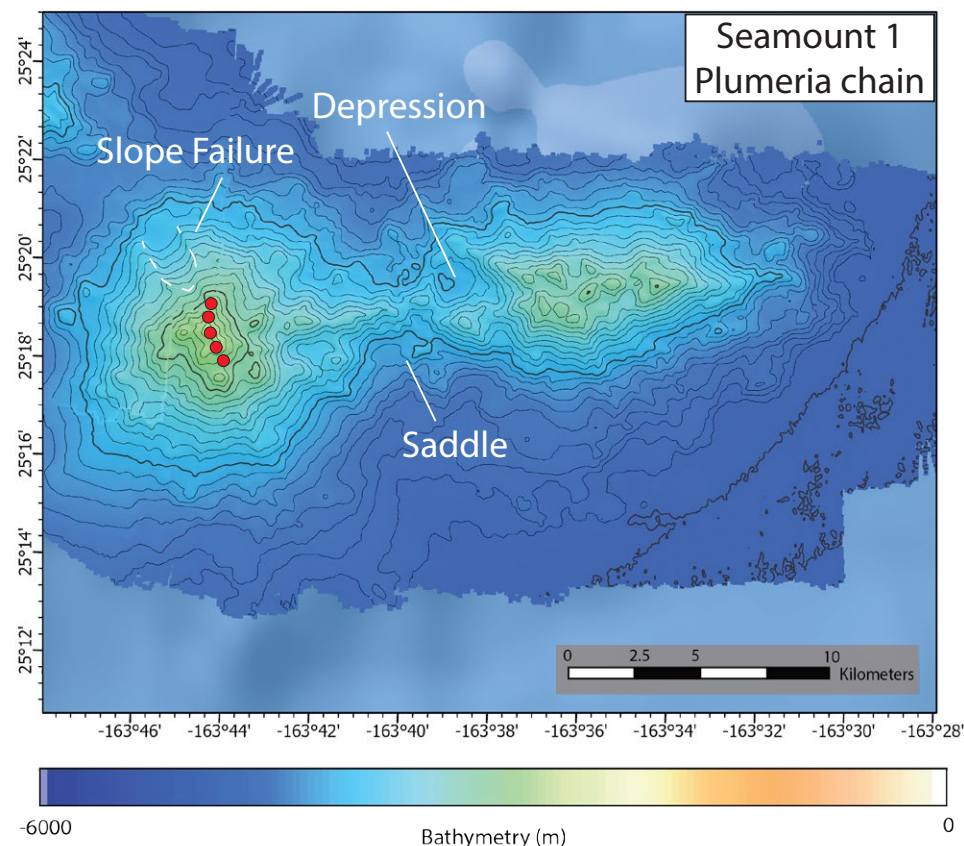 Seamount 1
Plumeria chain
Depression
Slope Failure
Saddle
25°24'
25°22'
25°20'
25°18'
25°16'
25°14'
25°12'
0 2.5 5 10
Kilometers
-163°46' -163°44' -163°42' -163°40' -163°38' -163°36' -163°34' -163°32' -163°30' -163°28'
-6000 0
Bathymetry (m)